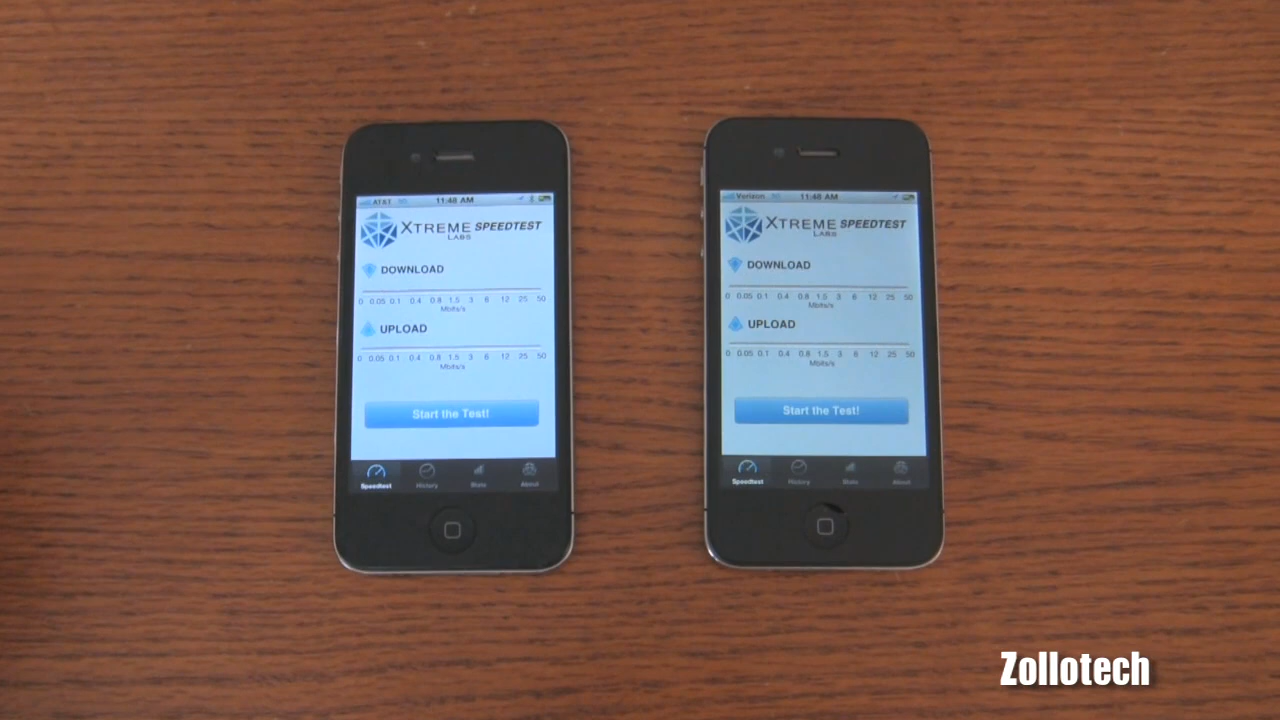 AT&T 3G 11:48 AM
XTREME SPEEDTEST
LABS
DOWNLOAD
0 0.05 0.1 0.4 0.8 1.5 3 6 12 25 50
Mbits/s
UPLOAD
0 0.05 0.1 0.4 0.8 1.5 3 6 12 25 50
Mbits/s
Start the Test!
Speedtest History Stats About
Verizon 3G 11:48 AM
XTREME SPEEDTEST
LABS
DOWNLOAD
0 0.05 0.1 0.4 0.8 1.5 3 6 12 25 50
Mbits/s
UPLOAD
0 0.05 0.1 0.4 0.8 1.5 3 6 12 25 50
Mbits/s
Start the Test!
Speedtest History Stats About
Zollotech